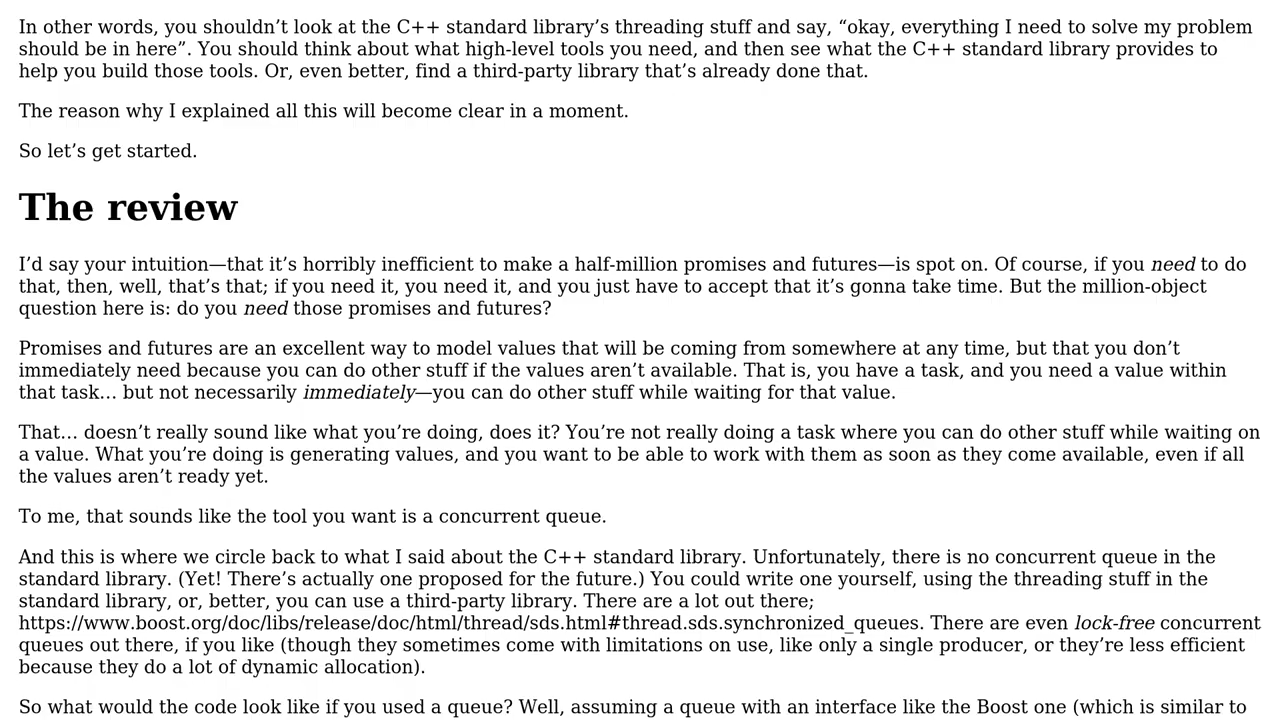 In other words, you shouldn’t look at the C++ standard library’s threading stuff and say, “okay, everything I need to solve my problem
should be in here”. You should think about what high-level tools you need, and then see what the C++ standard library provides to
help you build those tools. Or, even better, find a third-party library that’s already done that.
The reason why I explained all this will become clear in a moment.
So let’s get started.
The review
I’d say your intuition—that it’s horribly inefficient to make a half-million promises and futures—is spot on. Of course, if you need to do
that, then, well, that’s that; if you need it, you need it, and you just have to accept that it’s gonna take time. But the million-object
question here is: do you need those promises and futures?
Promises and futures are an excellent way to model values that will be coming from somewhere at any time, but that you don’t
immediately need because you can do other stuff if the values aren’t available. That is, you have a task, and you need a value within
that task… but not necessarily immediately—you can do other stuff while waiting for that value.
That… doesn’t really sound like what you’re doing, does it? You’re not really doing a task where you can do other stuff while waiting on
a value. What you’re doing is generating values, and you want to be able to work with them as soon as they come available, even if all
the values aren’t ready yet.
To me, that sounds like the tool you want is a concurrent queue.
And this is where we circle back to what I said about the C++ standard library. Unfortunately, there is no concurrent queue in the
standard library. (Yet! There’s actually one proposed for the future.) You could write one yourself, using the threading stuff in the
standard library, or, better, you can use a third-party library. There are a lot out there;
https://www.boost.org/doc/libs/release/doc/html/thread/sds.html#thread.sds.synchronized_queues. There are even lock-free concurrent
queues out there, if you like (though they sometimes come with limitations on use, like only a single producer, or they’re less efficient
because they do a lot of dynamic allocation).
So what would the code look like if you used a queue? Well, assuming a queue with an interface like the Boost one (which is similar to